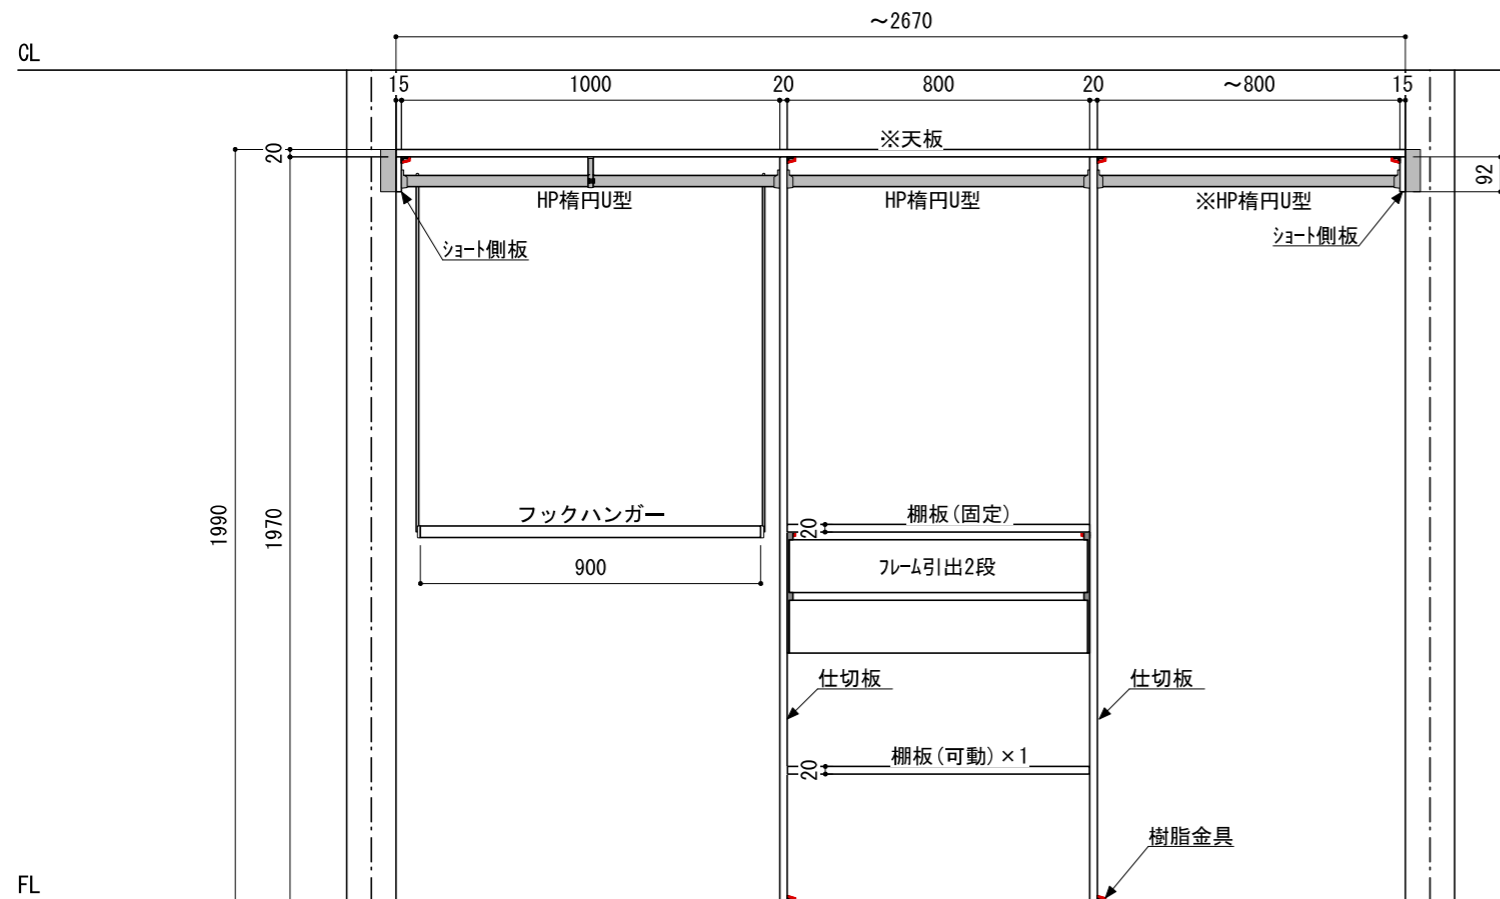 ~2670
CL
15
1000
20
800
20
~800
15
※天板
20
92
HP楕円U型
HP楕円U型
※HP楕円U型
ショート側板
ショート側板
1990
1970
フックハンガー
棚板(固定)
20
900
フレーム引出2段
仕切板
仕切板
棚板(可動)×1
20
樹脂金具
FL